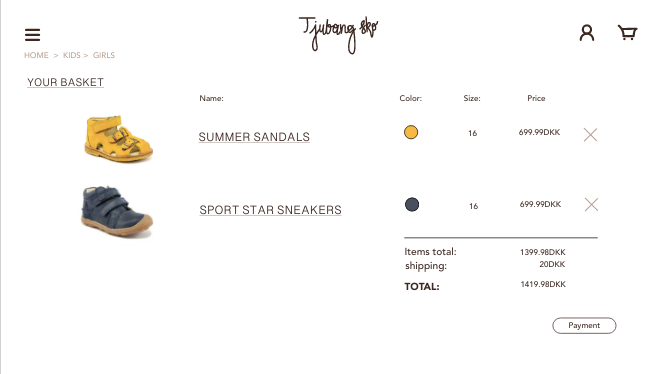 Tjubang sko
HOME > KIDS > GIRLS
YOUR BASKET
Name: Color: Size: Price
SUMMER SANDALS 16 699.99DKK
SPORT STAR SNEAKERS 16 699.99DKK
Items total: 1399.98DKK
shipping: 20DKK
TOTAL: 1419.98DKK
Payment